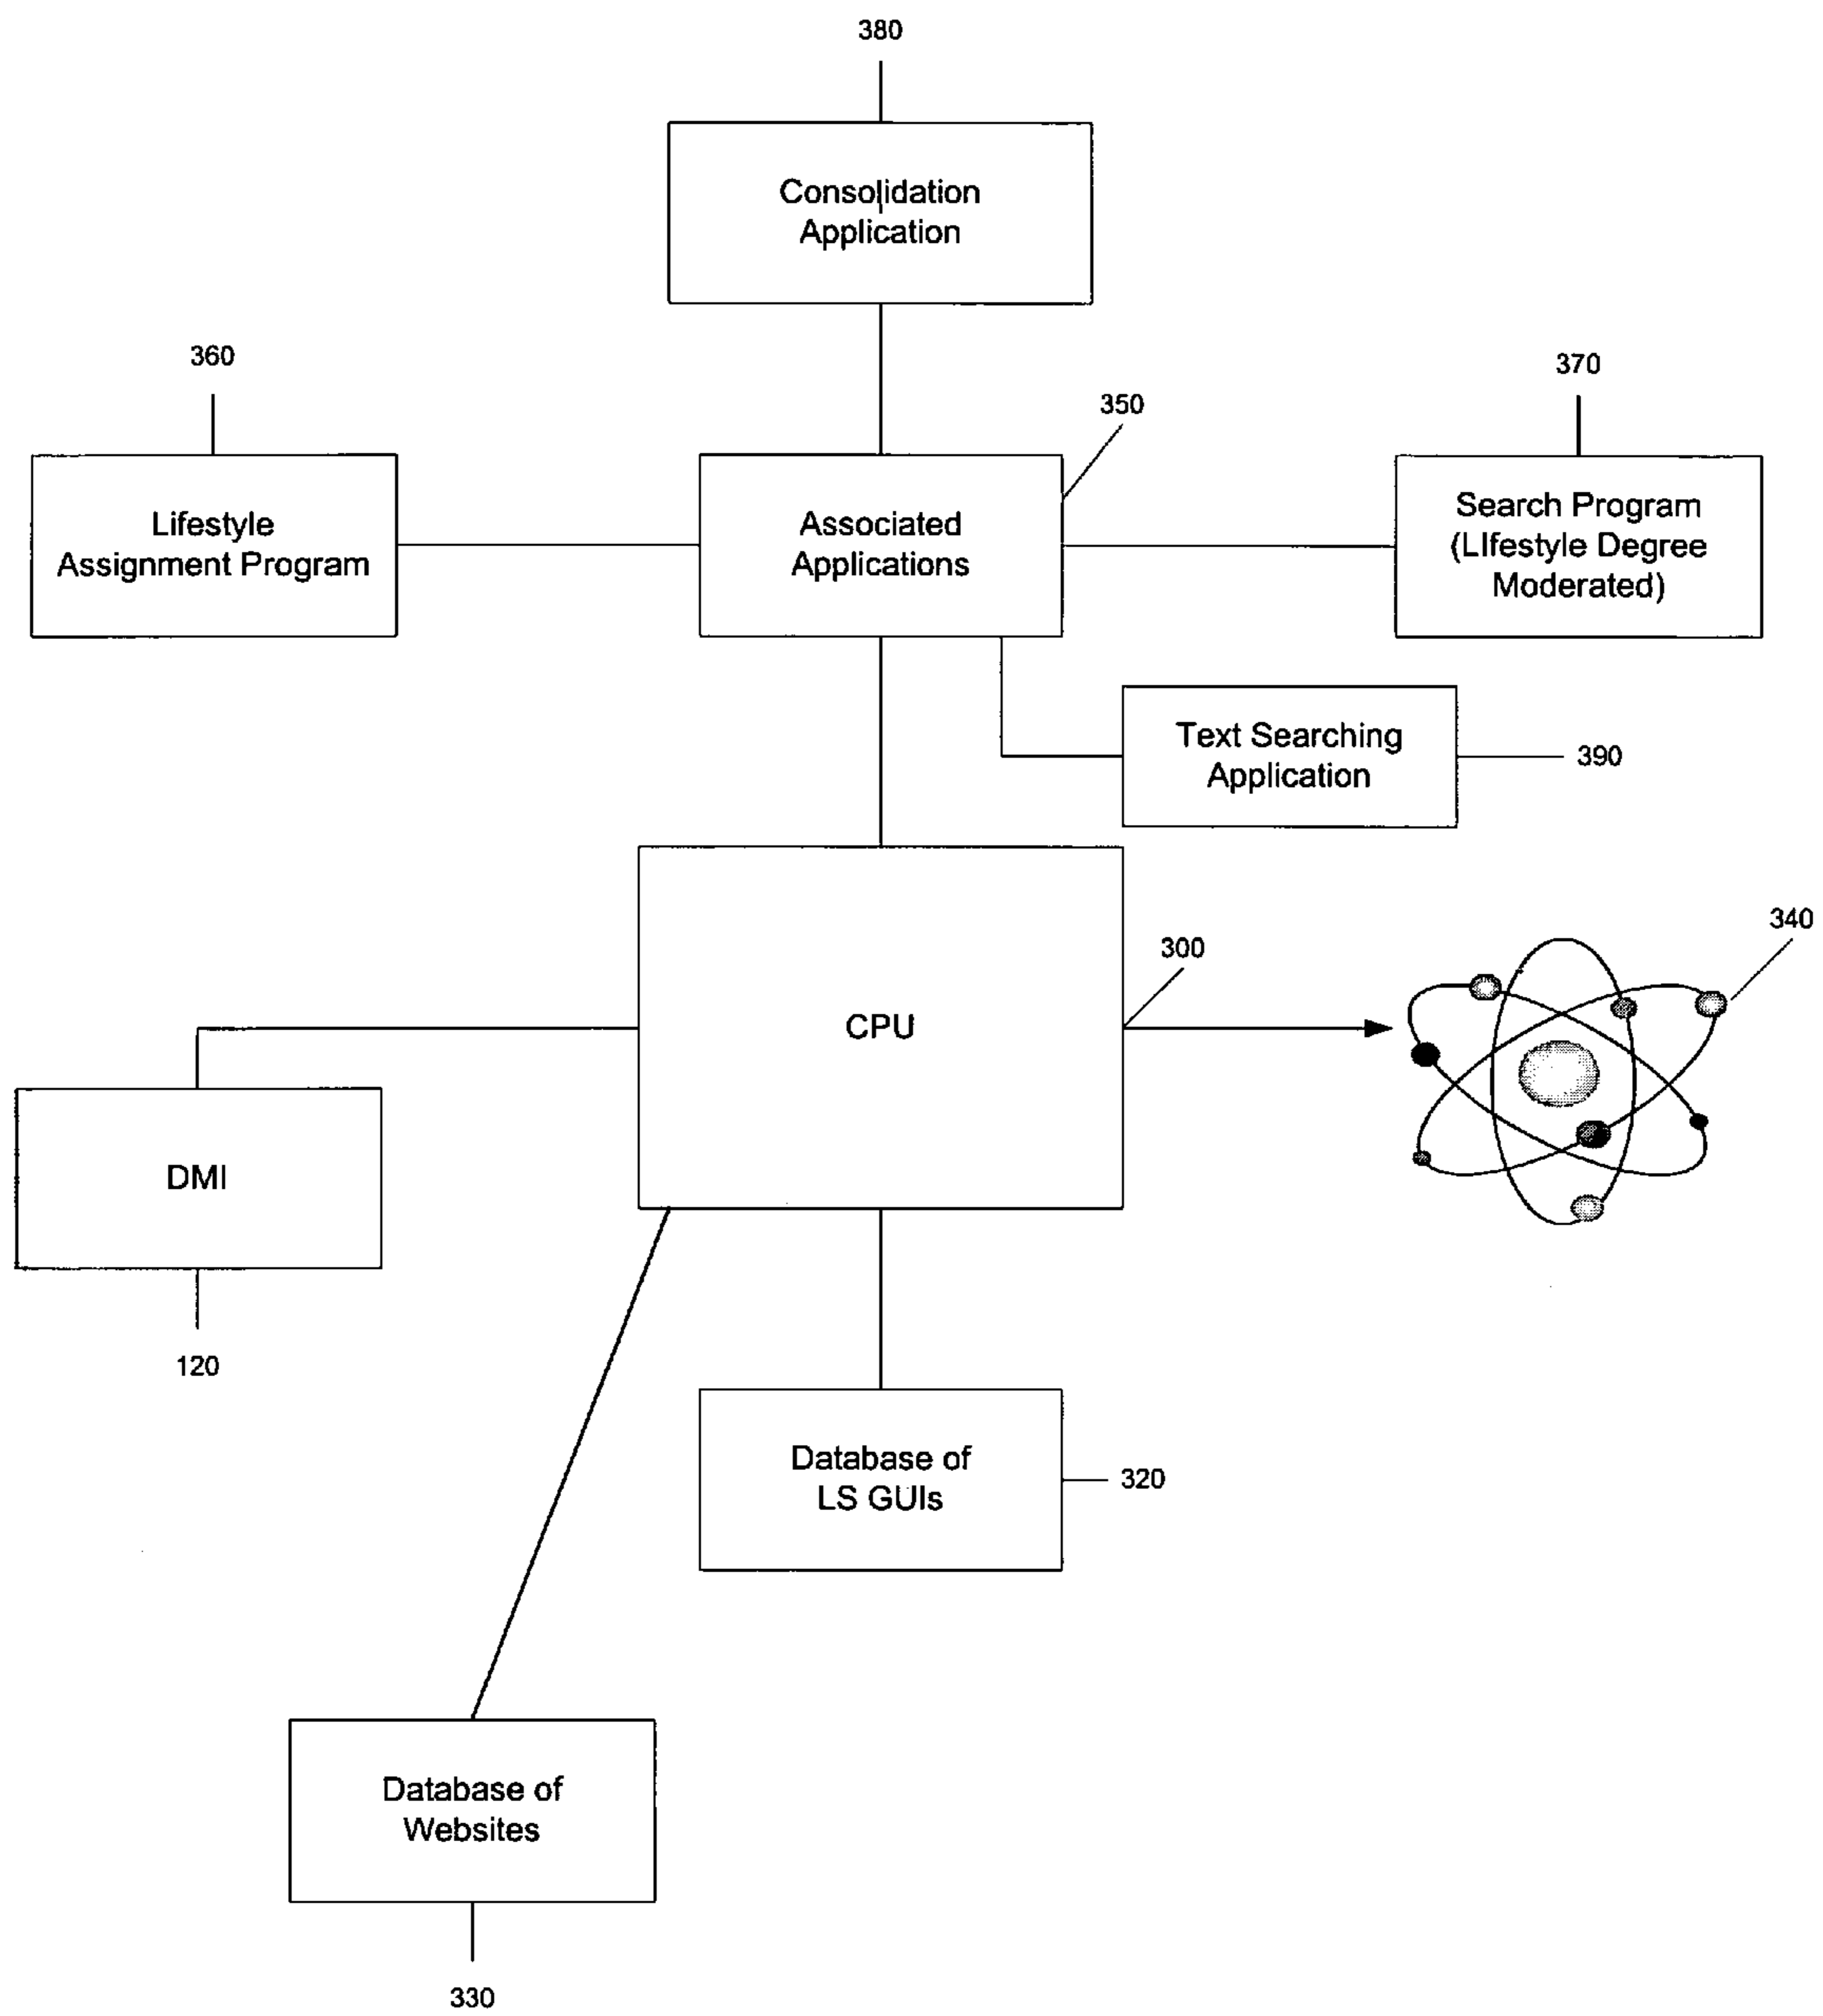 380
Consolidation
Application
360
370
350
Lifestyle
Assignment Program
Associated
Applications
Search Program
(LIfestyle Degree
Moderated)
Text Searching
Application
390
340
300
CPU
DMI
120
Database of
LS GUIs
320
Database of
Websites
330